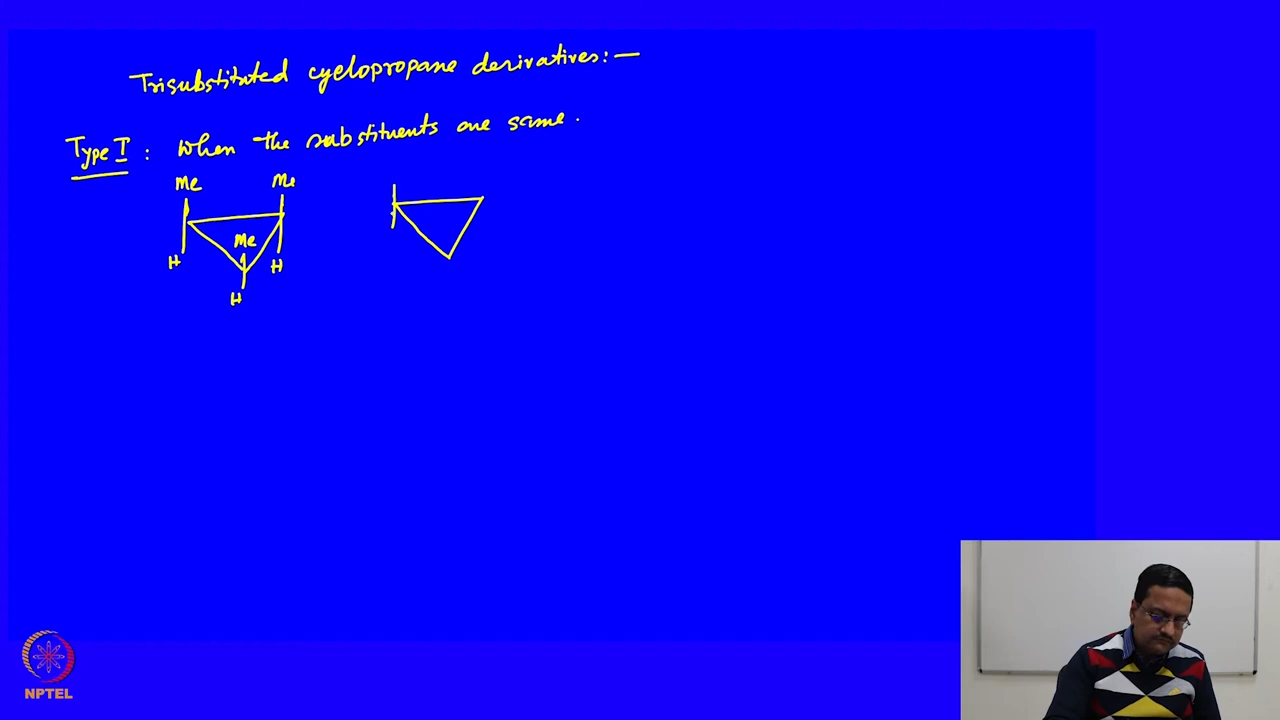 Trisubstituted cyclopropane derivatives:—
Type I : When the substituents are same.
Me Me
Me
H H
H
NPTEL